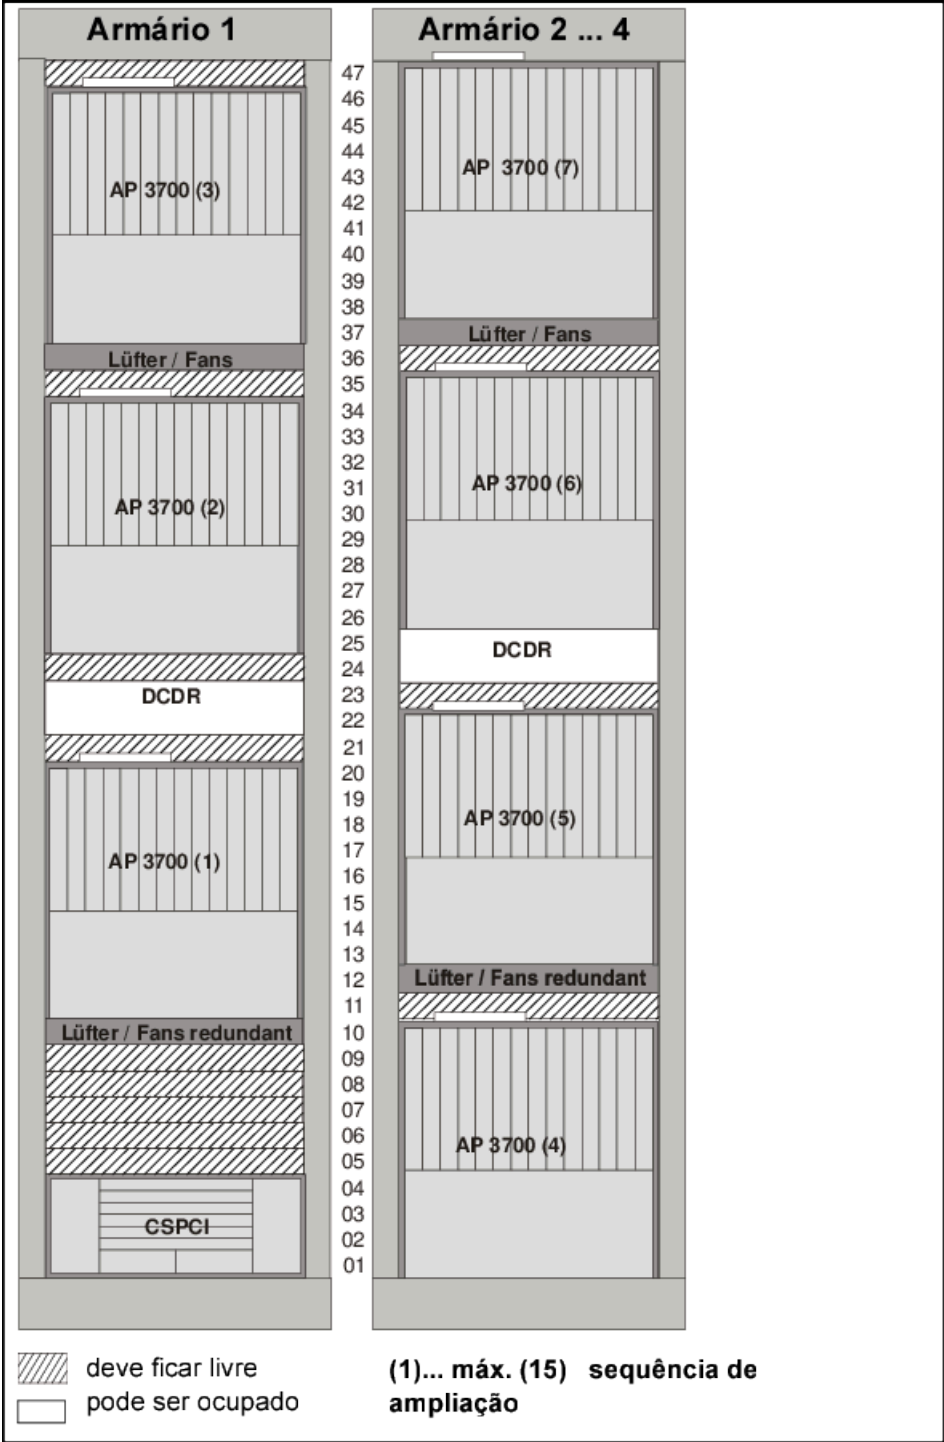 Armário 1
Armário 2 ... 4
47
46
45
44
43
42
41
40
39
38
37
36
35
34
33
32
31
30
29
28
27
26
25
24
23
22
21
20
19
18
17
16
15
14
13
12
11
10
09
08
07
06
05
04
03
02
01
AP 3700 (3)
Lüfter / Fans
AP 3700 (2)
DCDR
AP 3700 (1)
Lüfter / Fans redundant
CSPCI
AP 3700 (7)
Lüfter / Fans
AP 3700 (6)
DCDR
AP 3700 (5)
Lüfter / Fans redundant
AP 3700 (4)
deve ficar livre
pode ser ocupado
(1)... máx. (15) sequência de
ampliação